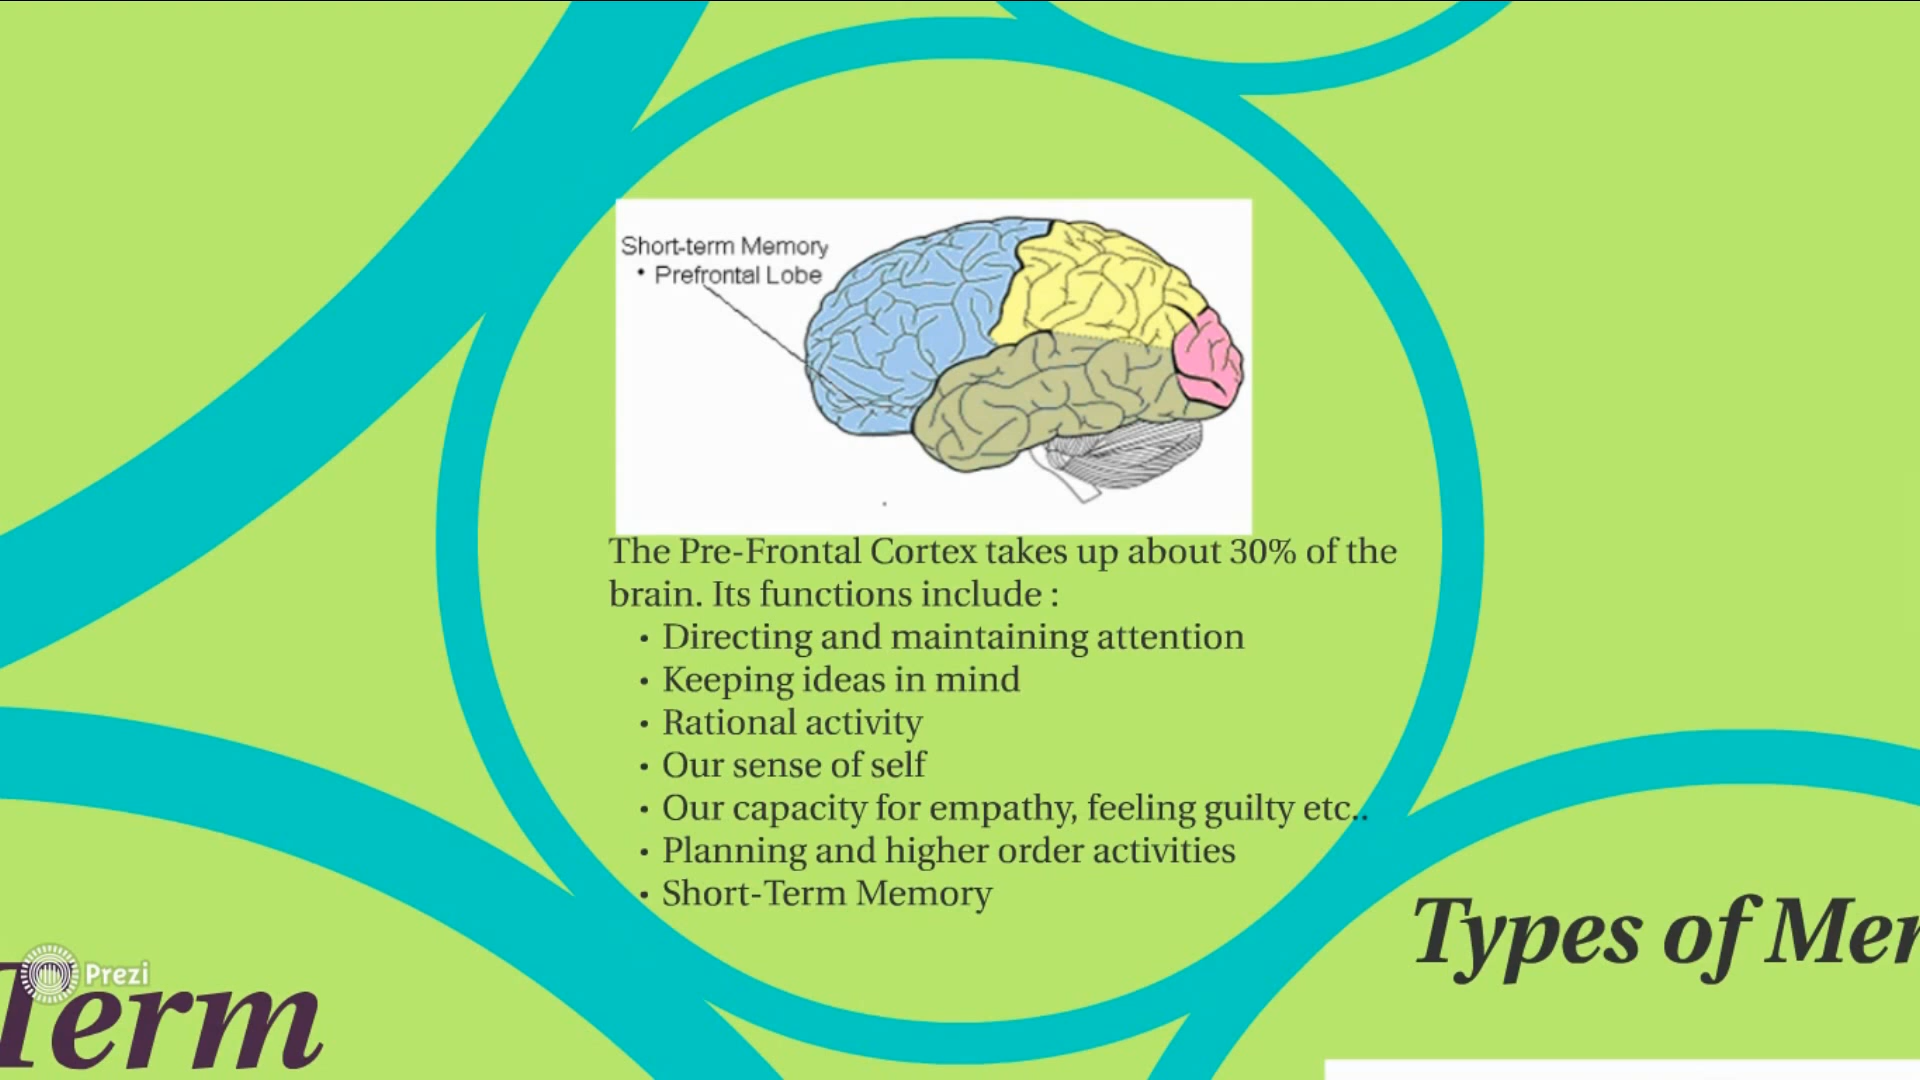 Short-term Memory
• Prefrontal Lobe
The Pre-Frontal Cortex takes up about 30% of the
brain. Its functions include :
• Directing and maintaining attention
• Keeping ideas in mind
• Rational activity
• Our sense of self
• Our capacity for empathy, feeling guilty etc..
• Planning and higher order activities
• Short-Term Memory
Types of Mem
Prezi
Term